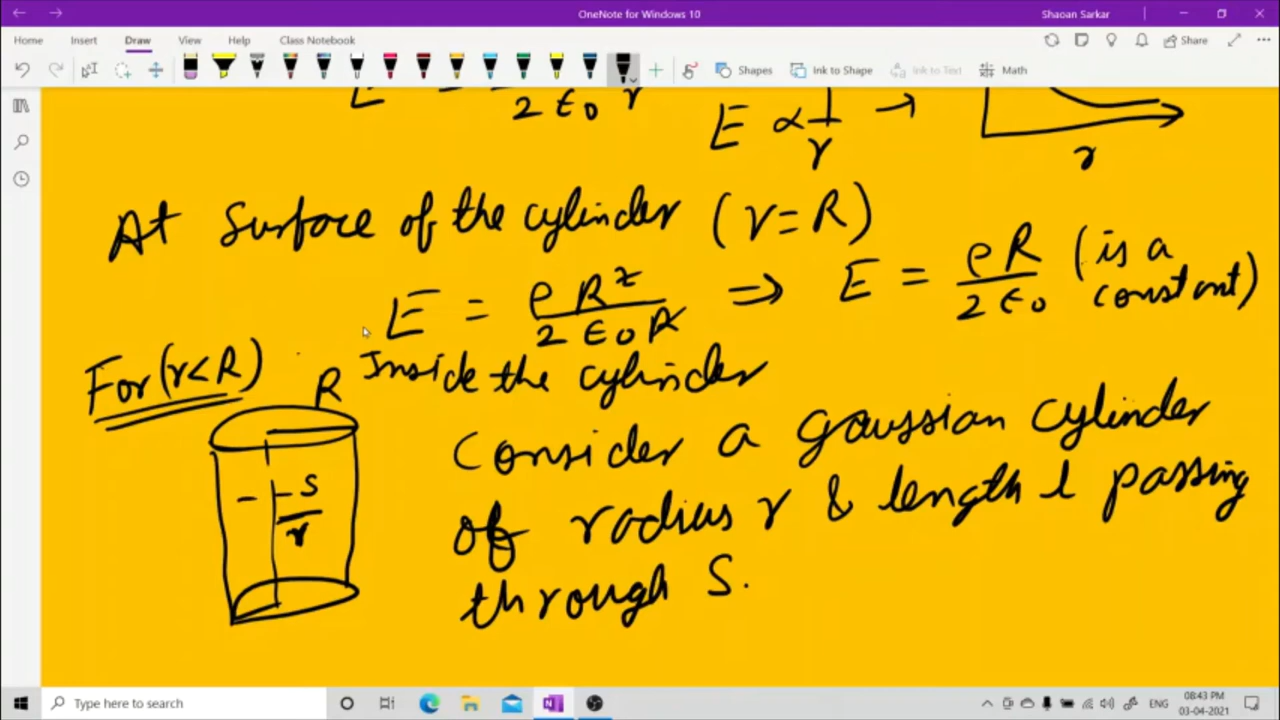 OneNote for Windows 10
Shaoan Sarkar
Home Insert Draw View Help Class Notebook
Share
Shapes Ink to Shape Ink to Text Math
E = 2 ϵ0 r
E ∝ 1/r →
r
At Surface of the cylinder (r=R)
E = ρR²/2ϵ0R ⇒ E = ρR/2ϵ0 (is a constant)
For (r<R) Inside the cylinder
R
Consider a gaussian cylinder
S
r
of radius r & length l passing
through S.
Type here to search
ENG
08:43 PM
03-04-2021